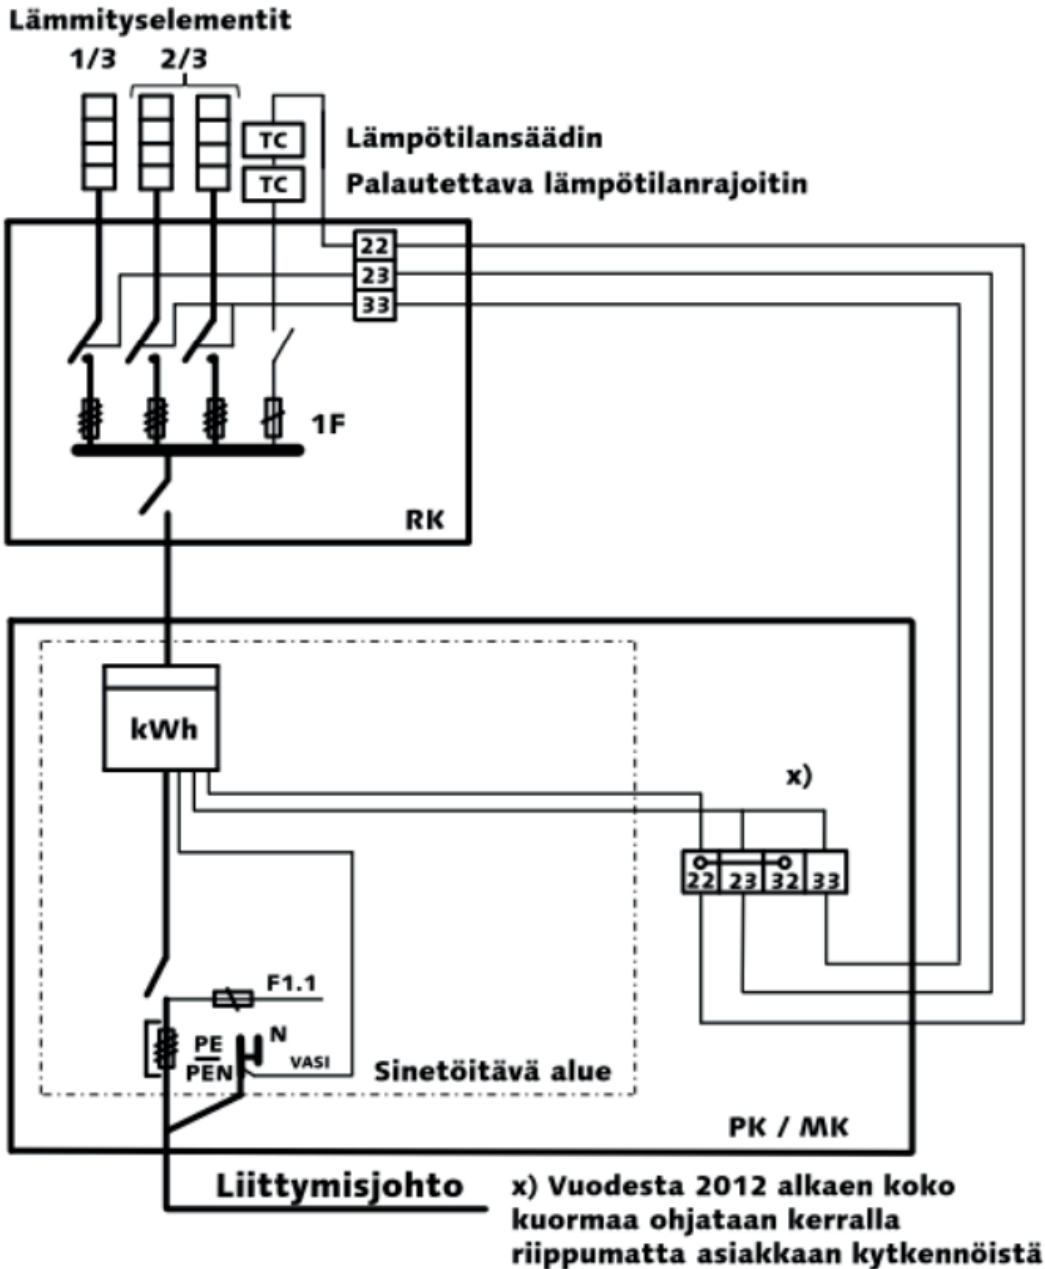 Lämmityselementit
1/3 2/3
TC Lämpötilansäädin
TC Palautettava lämpötilanrajoitin
22
23
33
1F
RK
kWh
x)
22 23 32 33
F1.1
N
PE
PEN
VASI
Sinetöitävä alue
PK / MK
Liittymisjohto
x) Vuodesta 2012 alkaen koko
kuormaa ohjataan kerralla
riippumatta asiakkaan kytkennöistä